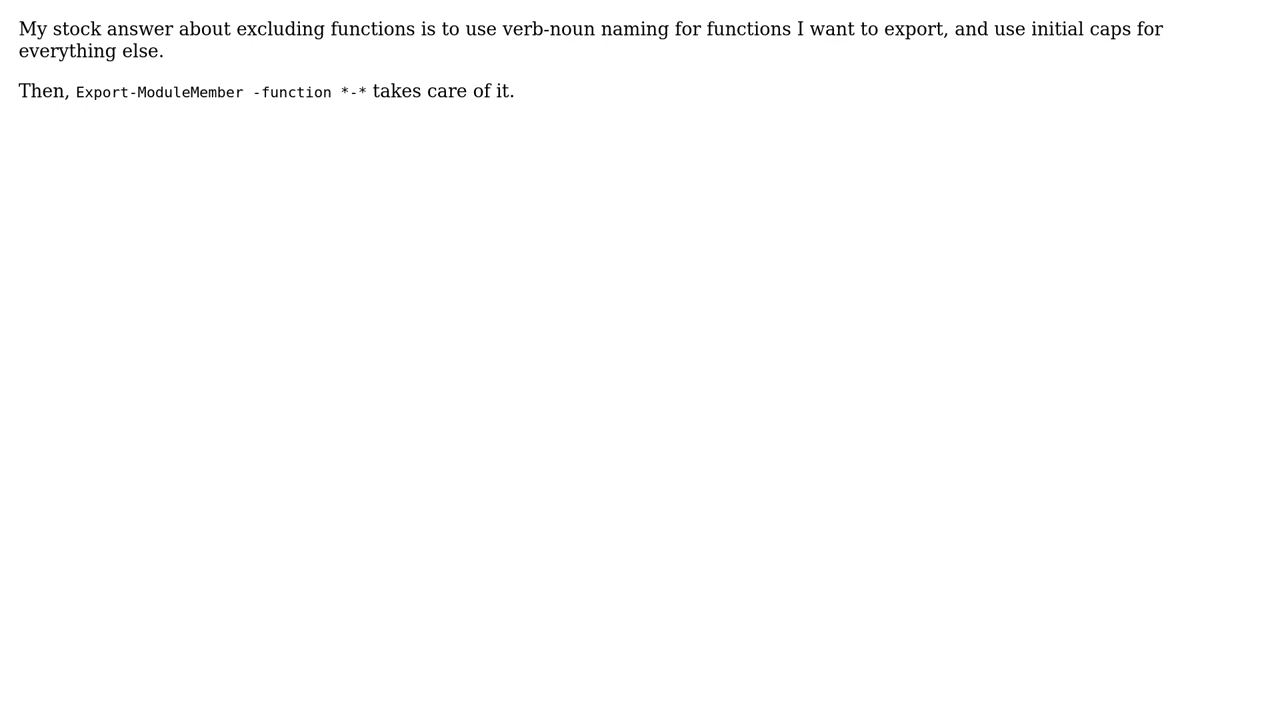 My stock answer about excluding functions is to use verb-noun naming for functions I want to export, and use initial caps for
everything else.
Then, Export-ModuleMember -function *-* takes care of it.